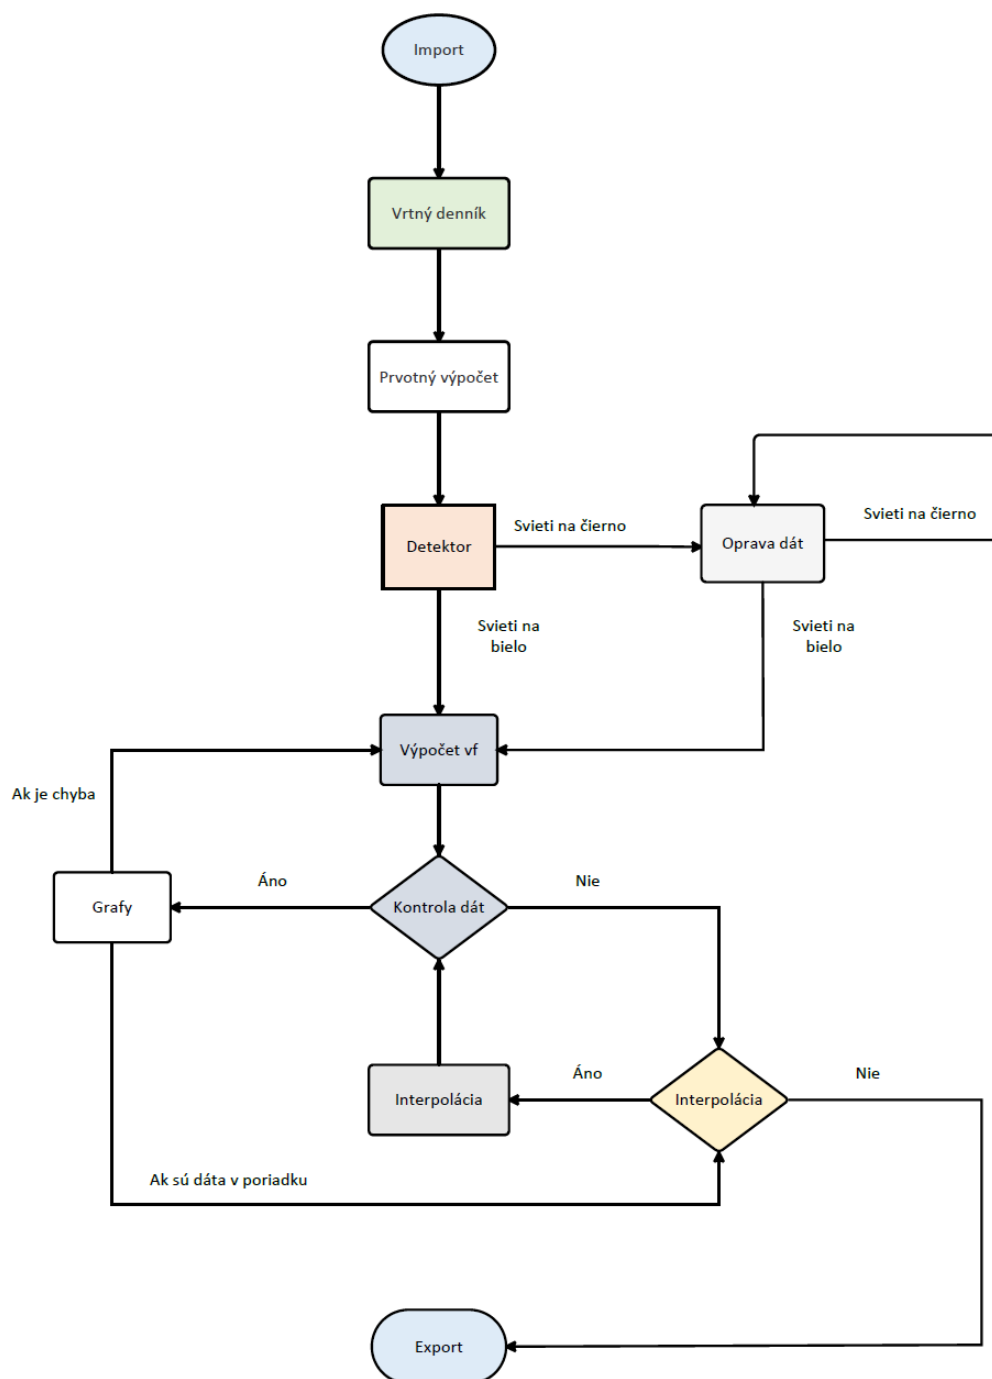 Import
Vrtný denník
Prvotný výpočet
Svieti na čierno
Svieti na čierno
Detektor
Oprava dát
Svieti na
bielo
Svieti na
bielo
Výpočet vf
Ak je chyba
Áno
Nie
Grafy
Kontrola dát
Áno
Nie
Interpolácia
Interpolácia
Ak sú dáta v poriadku
Export